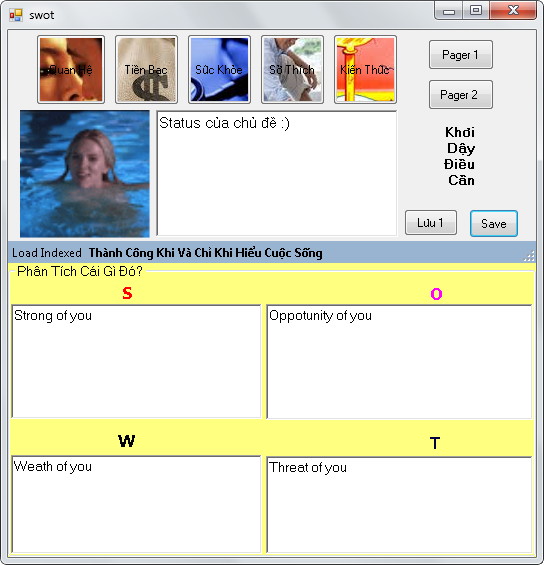 swot
Quan Hệ
Tiền Bạc
Sức Khỏe
Sở Thích
Kiến Thức
Pager 1
Pager 2
Status của chủ đề :)
Khơi
Dậy
Điều
Cần
Lưu 1
Save
Load Indexed Thành Công Khi Và Chỉ Khi Hiểu Cuộc Sống
Phân Tích Cái Gì Đó?
S
O
Strong of you
Oppotunity of you
W
T
Weath of you
Threat of you